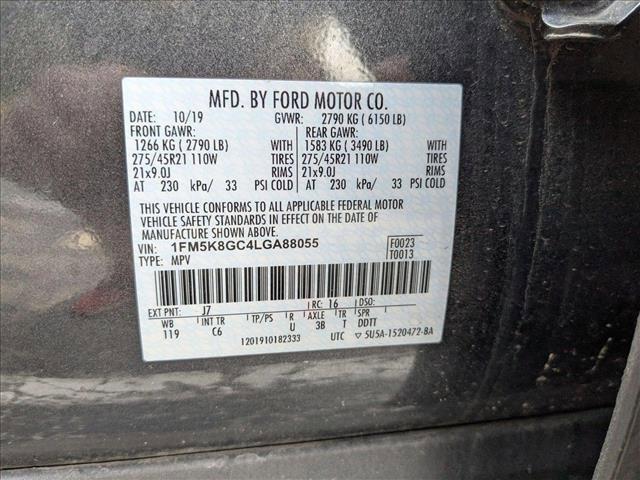 MFD. BY FORD MOTOR CO.
DATE: 10/19 GVWR: 2790 KG ( 6150 LB)
FRONT GAWR: REAR GAWR:
1266 KG ( 2790 LB) WITH 1583 KG ( 3490 LB) WITH
275/45R21 110W TIRES 275/45R21 110W TIRES
21x9.0J RIMS 21x9.0J RIMS
AT 230 kPa/ 33 PSI COLD AT 230 kPa/ 33 PSI COLD
THIS VEHICLE CONFORMS TO ALL APPLICABLE FEDERAL MOTOR
VEHICLE SAFETY STANDARDS IN EFFECT ON THE DATE OF
MANUFACTURE SHOWN ABOVE.
VIN: 1FM5K8GC4LGA88055 F0023
TYPE: MPV T0013
EXT PNT: J7 RC: 16 DSO:
WB INT TR TP/PS R AXLE TR SPR
119 C6 U 3B T DDTT
1201910182333 UTC ▽ 5U5A-1520472-BA